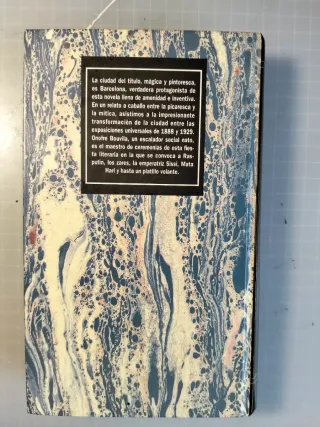 La ciudad del título, mágica y pintoresca,
es Barcelona, verdadera protagonista de
esta novela llena de amenidad e inventiva.
En un relato a caballo entre la picaresca y
la mítica, asistimos a la impresionante
transformación de la ciudad entre las
exposiciones universales de 1888 y 1929.
Onofre Bouvila, un escalador social nato,
es el maestro de ceremonias de esta fies-
ta literaria en la que se convoca a Ras-
putín, los zares, la emperatriz Sissi, Mata
Hari y hasta un platillo volante.